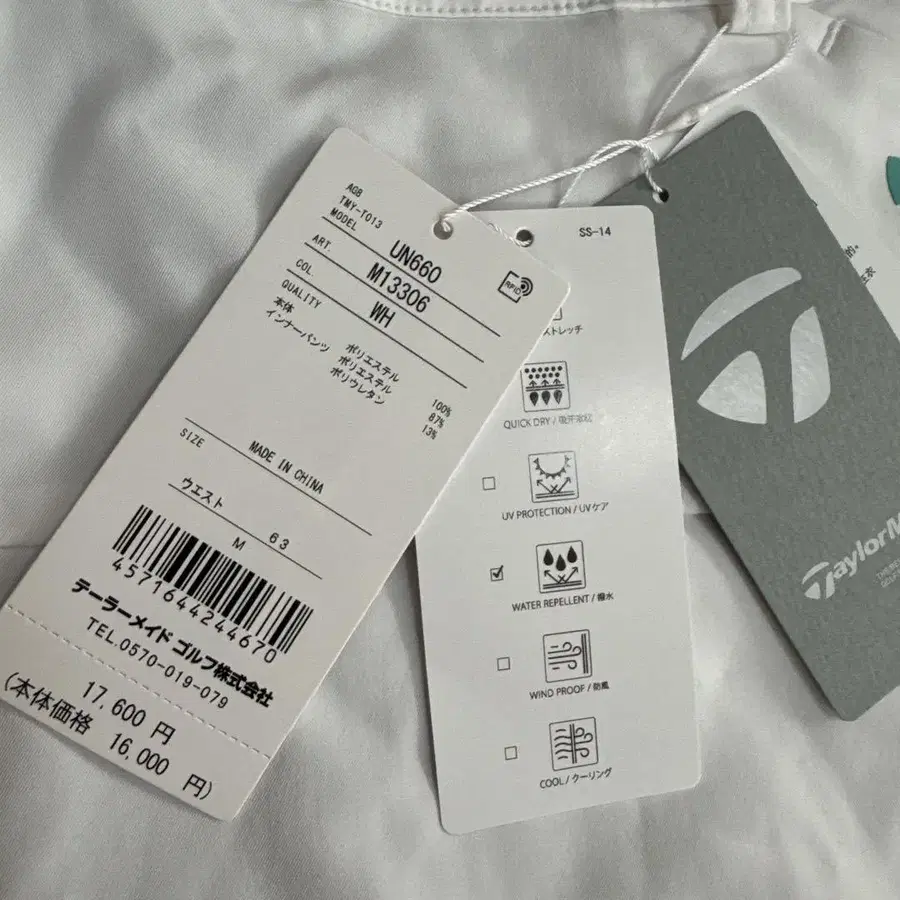 AG8
TMY-T013
MODEL UN660
ART. M13306
COL. WH
QUALITY
本体 ポリエステル 100%
インナーパンツ ポリエステル 87%
ポリウレタン 13%
MADE IN CHINA
SIZE
ウエスト 63
M
4571644244670
テーラーメイド ゴルフ株式会社
TEL.0570-019-079
17,600 円
(本体価格 16,000 円)
RFID
SS-14
ストレッチ
QUICK DRY / 吸汗速乾
UV PROTECTION / UVケア
WATER REPELLENT / 撥水
WIND PROOF / 防風
COOL / クーリング
TaylorM